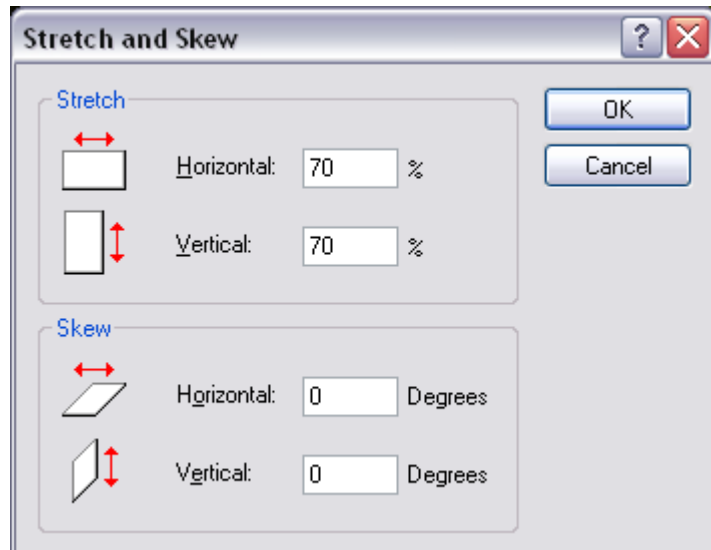 Stretch and Skew
Stretch
Horizontal: 70 %
Vertical: 70 %
OK
Cancel
Skew
Horizontal: 0 Degrees
Vertical: 0 Degrees